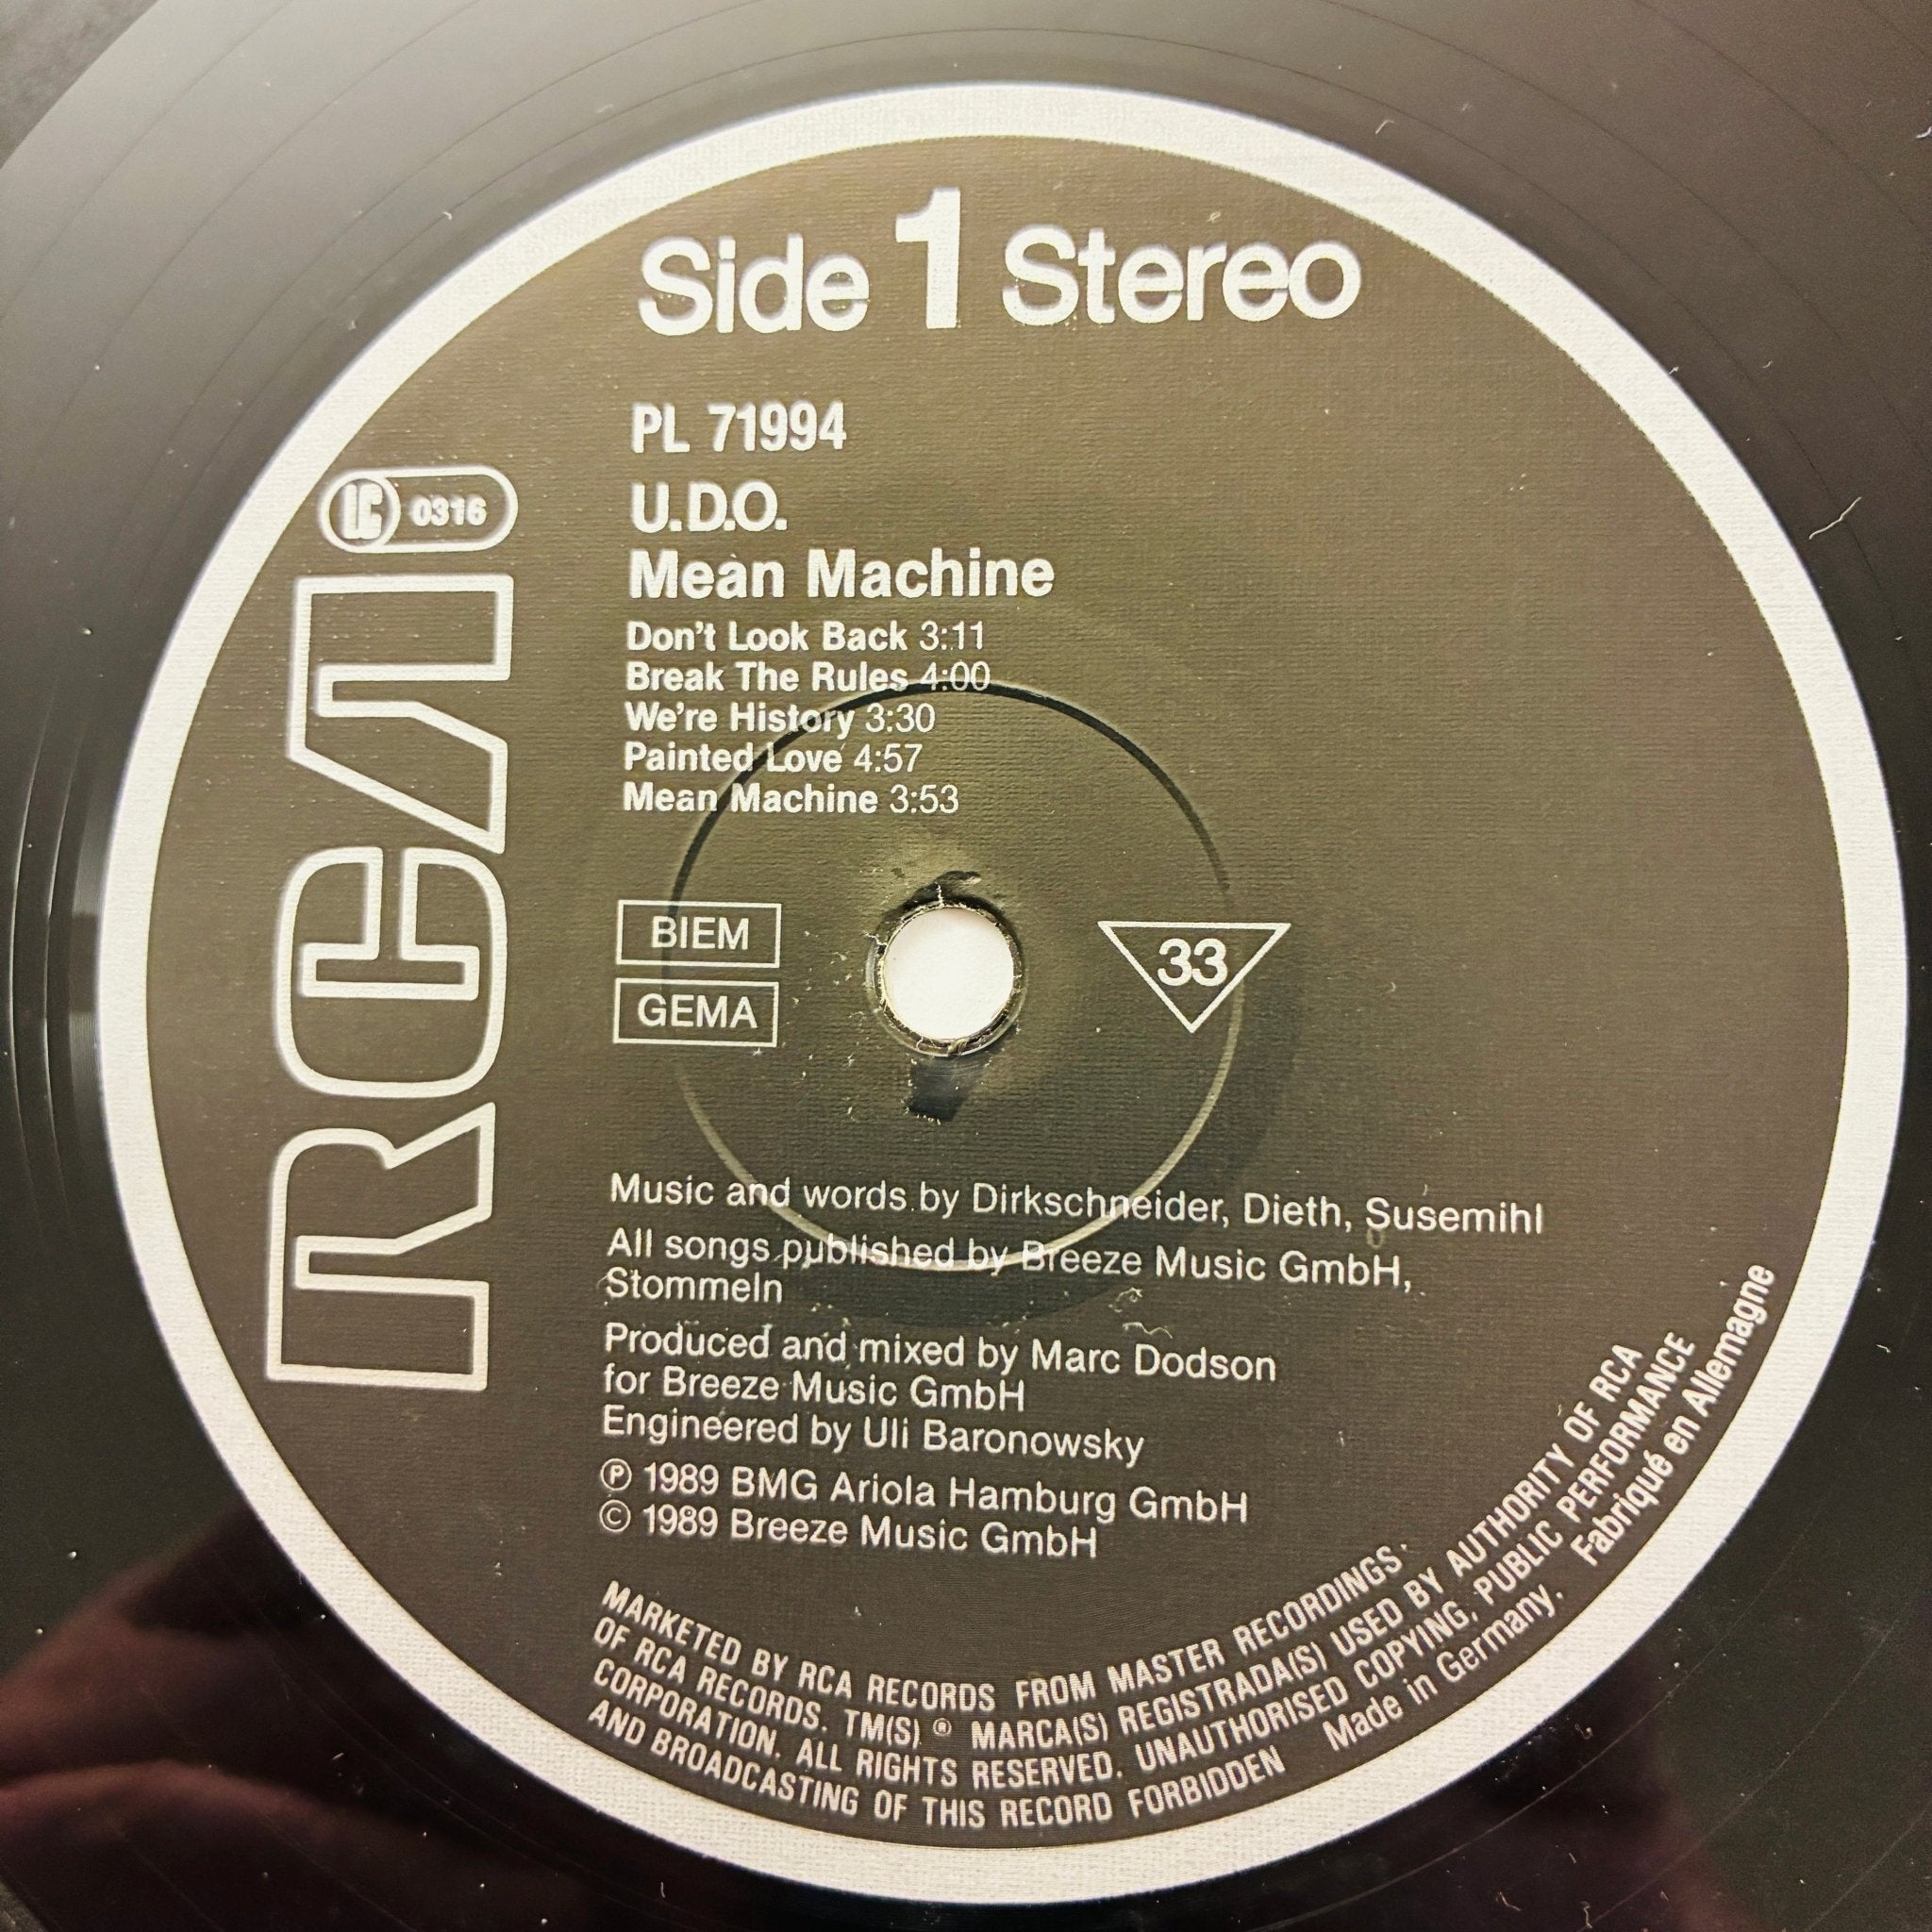 Side 1 Stereo
PL 71994
LC 0316
U.D.O.
Mean Machine
Don't Look Back 3:11
Break The Rules 4:00
We're History 3:30
Painted Love 4:57
Mean Machine 3:53
RCA
BIEM
GEMA
33
Music and words by Dirkschneider, Dieth, Susemihl
All songs published by Breeze Music GmbH,
Stommeln
Produced and mixed by Marc Dodson
for Breeze Music GmbH
Engineered by Uli Baronowsky
℗ 1989 BMG Ariola Hamburg GmbH
© 1989 Breeze Music GmbH
MARKETED BY RCA RECORDS FROM MASTER RECORDINGS.
OF RCA RECORDS. TM(S) ® MARCA(S) REGISTRADA(S) USED BY AUTHORITY OF RCA
CORPORATION. ALL RIGHTS RESERVED. UNAUTHORISED COPYING, PUBLIC PERFORMANCE
AND BROADCASTING OF THIS RECORD FORBIDDEN Made in Germany. Fabriqué en Allemagne